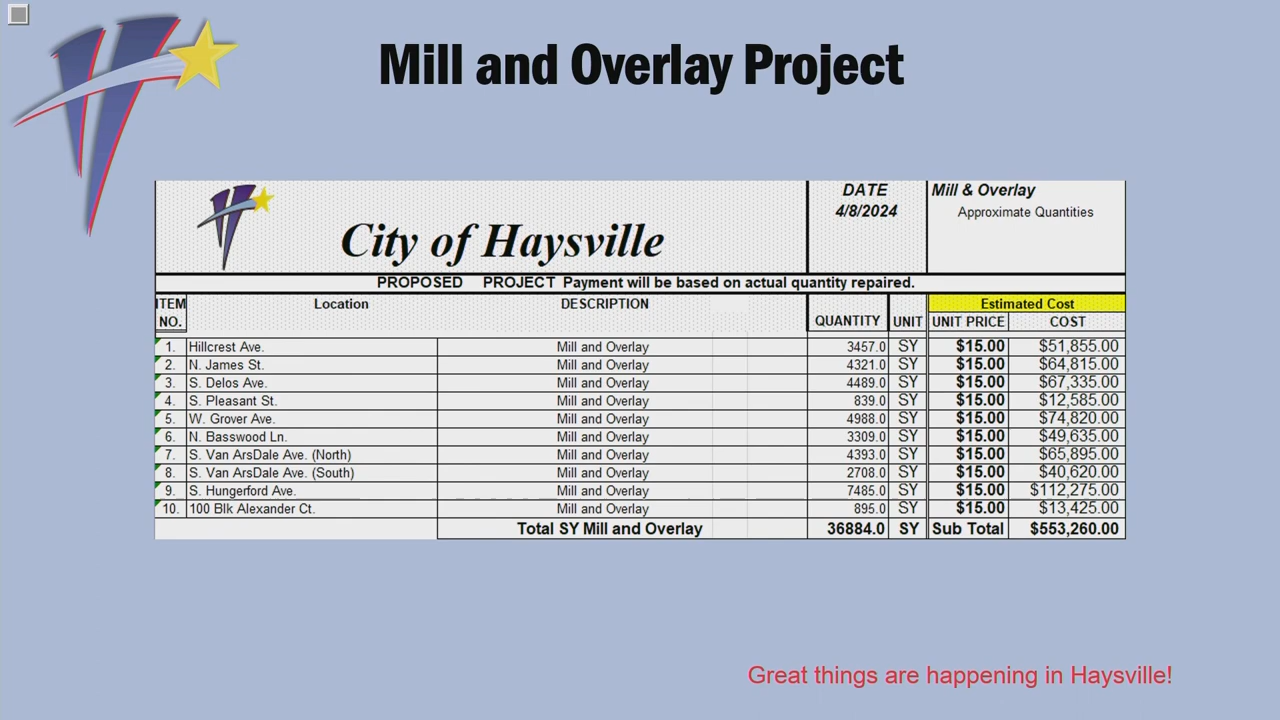 Mill and Overlay Project
City of Haysville
DATE
4/8/2024
Mill & Overlay
Approximate Quantities
PROPOSED PROJECT Payment will be based on actual quantity repaired.
ITEM NO. Location DESCRIPTION QUANTITY UNIT Estimated Cost
UNIT PRICE COST
1. Hillcrest Ave. Mill and Overlay 3457.0 SY $15.00 $51,855.00
2. N. James St. Mill and Overlay 4321.0 SY $15.00 $64,815.00
3. S. Delos Ave. Mill and Overlay 4489.0 SY $15.00 $67,335.00
4. S. Pleasant St. Mill and Overlay 839.0 SY $15.00 $12,585.00
5. W. Grover Ave. Mill and Overlay 4988.0 SY $15.00 $74,820.00
6. N. Basswood Ln. Mill and Overlay 3309.0 SY $15.00 $49,635.00
7. S. Van ArsDale Ave. (North) Mill and Overlay 4393.0 SY $15.00 $65,895.00
8. S. Van ArsDale Ave. (South) Mill and Overlay 2708.0 SY $15.00 $40,620.00
9. S. Hungerford Ave. Mill and Overlay 7485.0 SY $15.00 $112,275.00
10. 100 Blk Alexander Ct. Mill and Overlay 895.0 SY $15.00 $13,425.00
Total SY Mill and Overlay 36884.0 SY Sub Total $553,260.00
Great things are happening in Haysville!